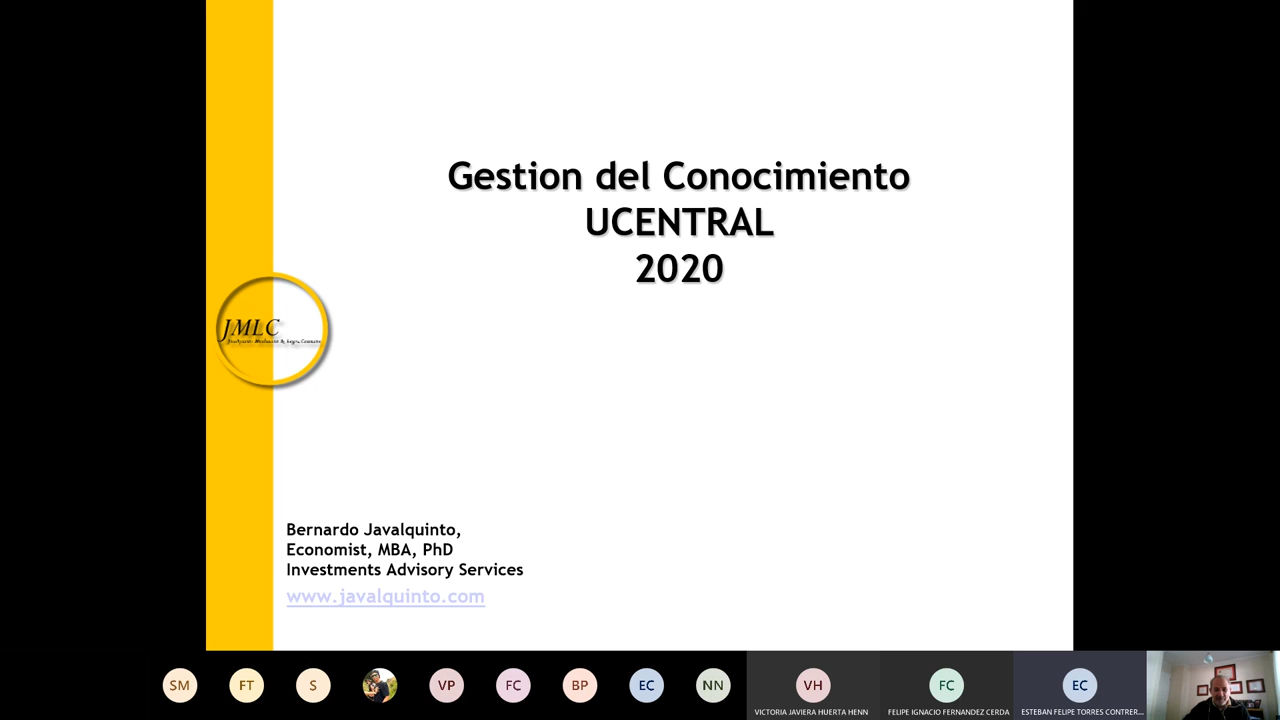 Gestion del Conocimiento
UCENTRAL
2020
JMLC
Bernardo Javalquinto,
Economist, MBA, PhD
Investments Advisory Services
www.javalquinto.com
SM
FT
S
VP
FC
BP
EC
NN
VH
FC
EC
VICTORIA JAVIERA HUERTA HENN
FELIPE IGNACIO FERNANDEZ CERDA
ESTEBAN FELIPE TORRES CONTRER...